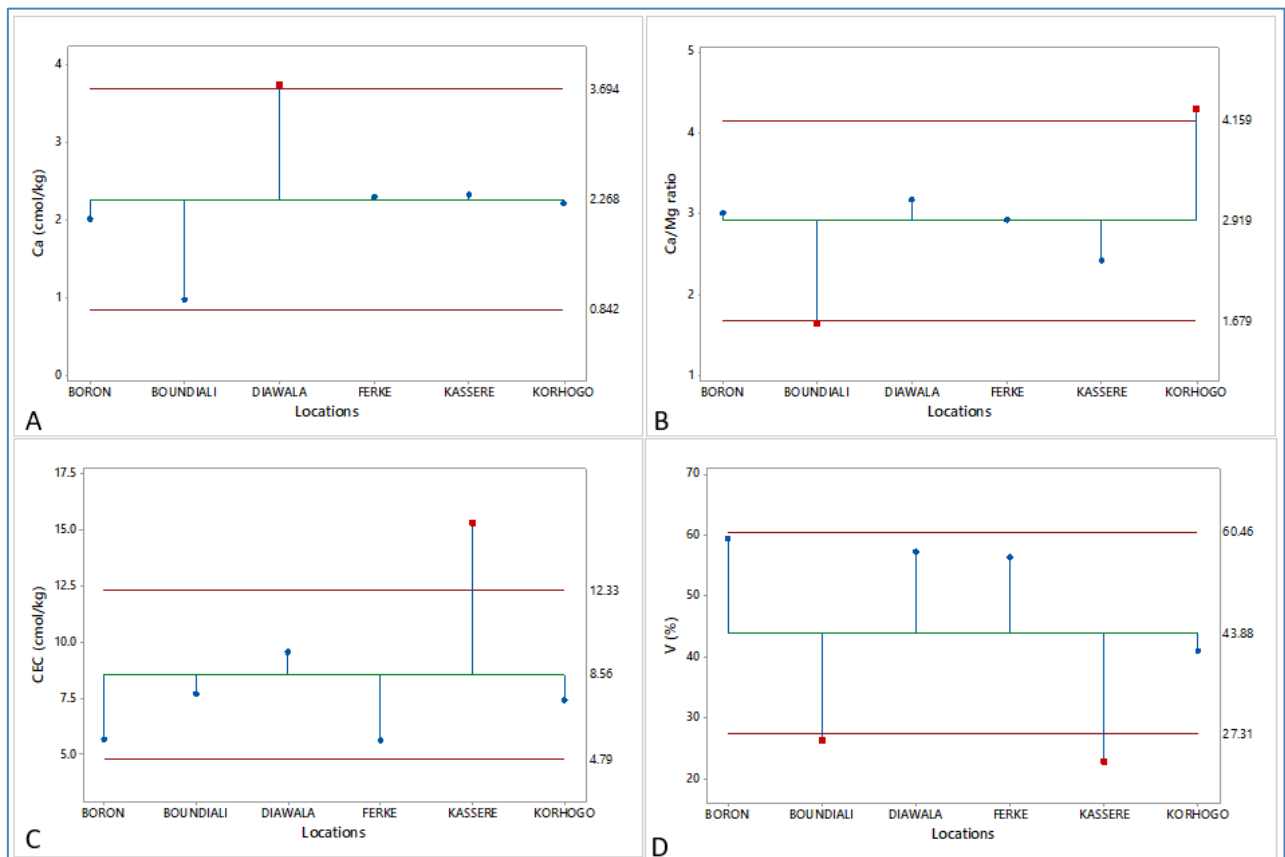 Ca (cmol/kg)
4
3
2
1
0
3.694
2.268
0.842
BORON BOUNDIALI DIAWALA FERKE KASSERE KORHOGO
Locations
A
Ca/Mg ratio
5
4
3
2
1
4.159
2.919
1.679
BORON BOUNDIALI DIAWALA FERKE KASSERE KORHOGO
Locations
B
CEC (cmol/kg)
17.5
15.0
12.5
10.0
7.5
5.0
12.33
8.56
4.79
BORON BOUNDIALI DIAWALA FERKE KASSERE KORHOGO
Locations
C
V (%)
70
60
50
40
30
20
60.46
43.88
27.31
BORON BOUNDIALI DIAWALA FERKE KASSERE KORHOGO
Locations
D